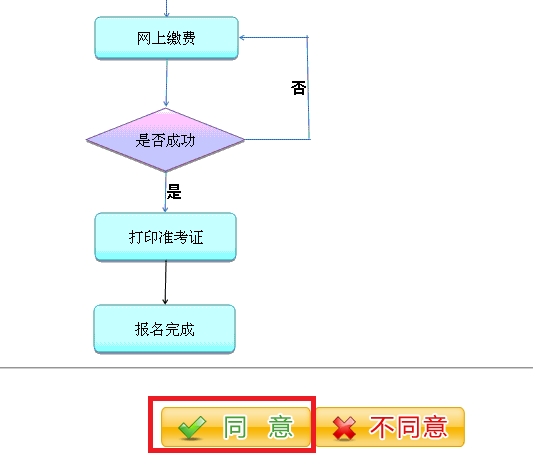 网上缴费
否
是否成功
是
打印准考证
报名完成
同 意
不同意